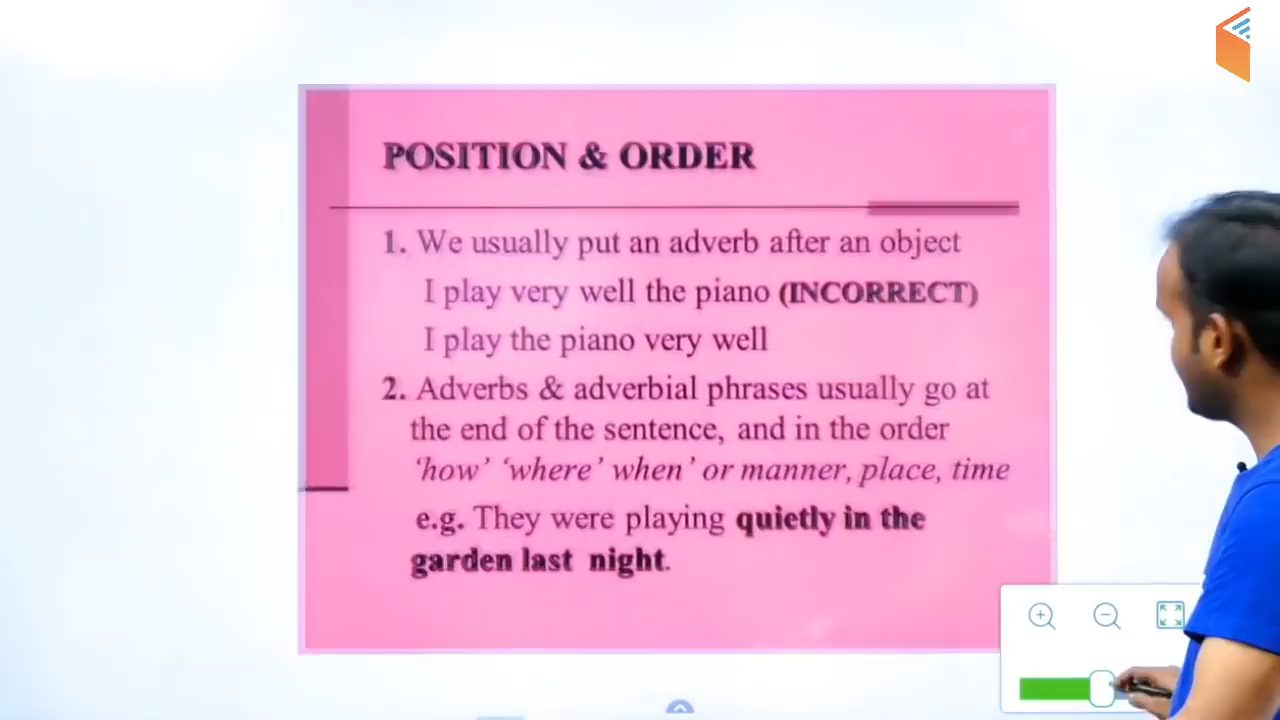 POSITION & ORDER
1. We usually put an adverb after an object
I play very well the piano (INCORRECT)
I play the piano very well
2. Adverbs & adverbial phrases usually go at
the end of the sentence, and in the order
‘how’ ‘where’ when’ or manner, place, time
e.g. They were playing quietly in the
garden last night.